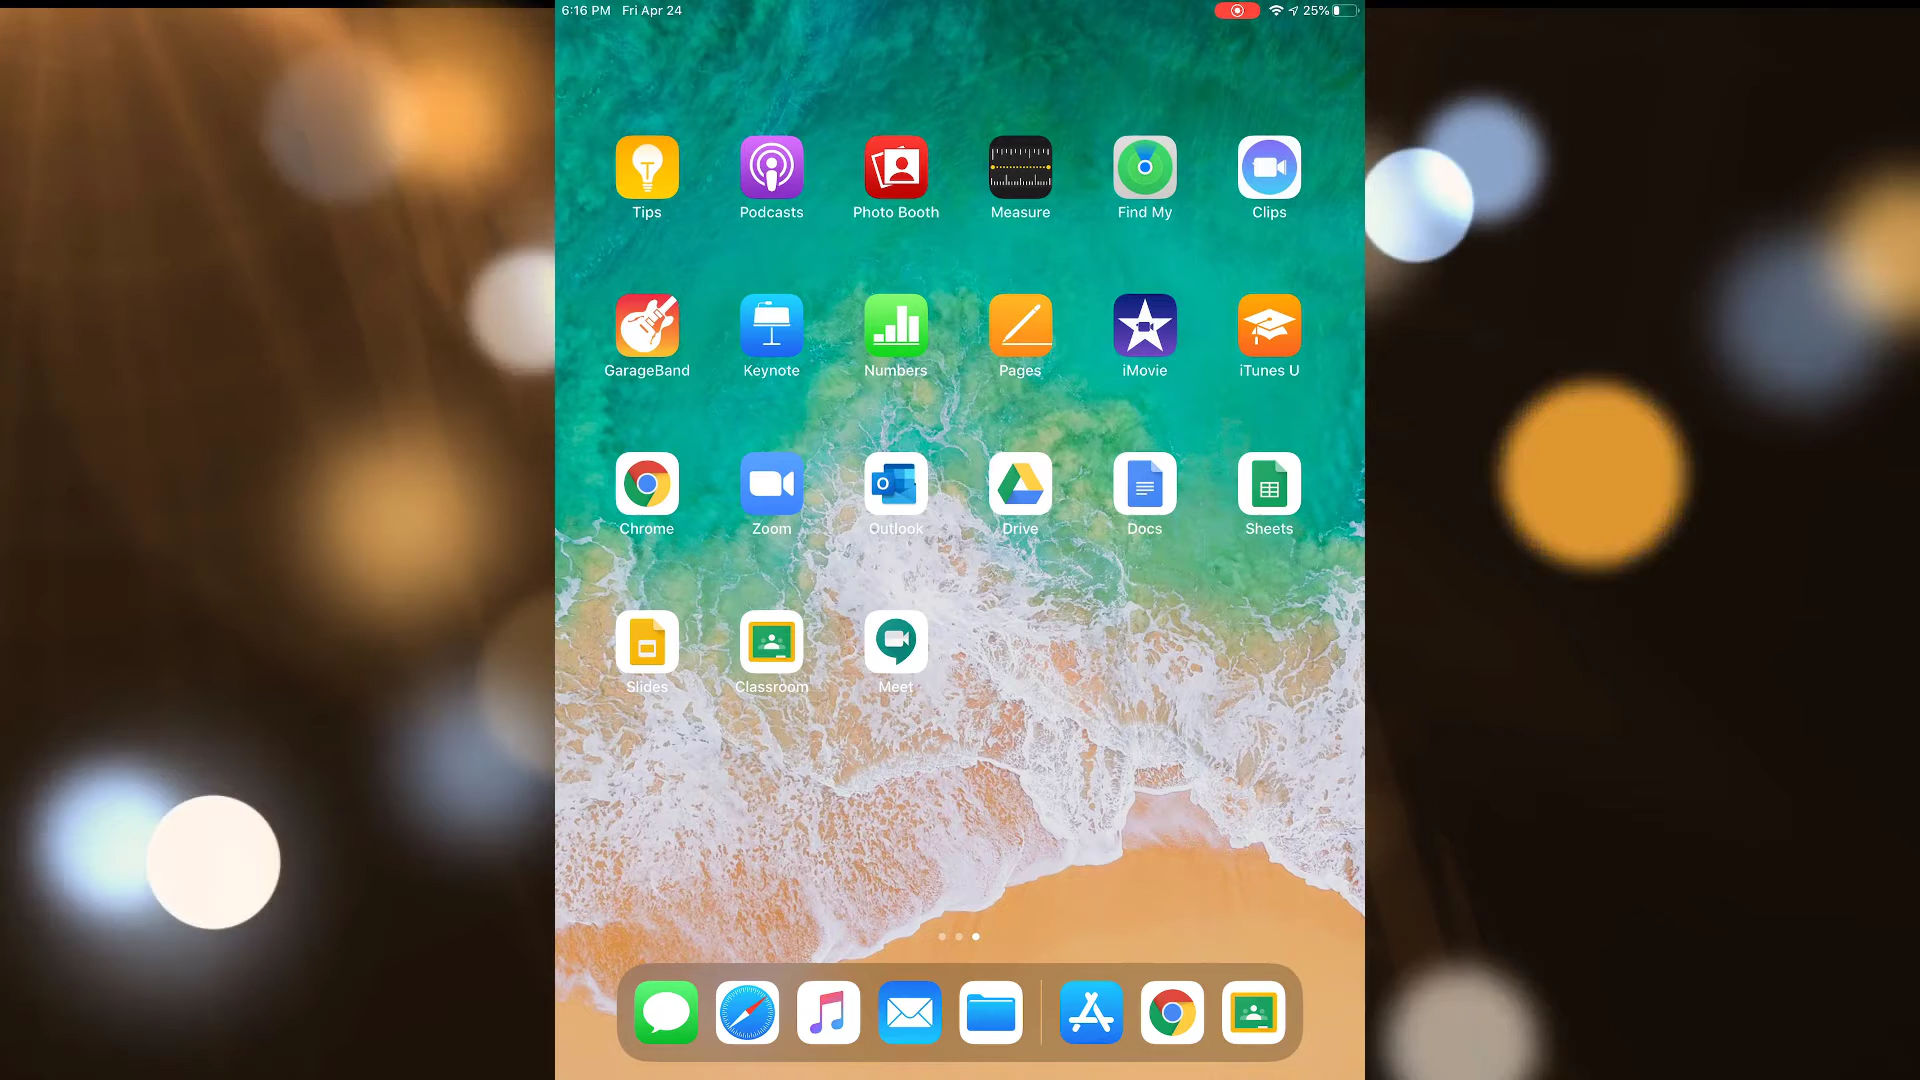 6:16 PM Fri Apr 24 25%
Tips Podcasts Photo Booth Measure Find My Clips
GarageBand Keynote Numbers Pages iMovie iTunes U
Chrome Zoom Outlook Drive Docs Sheets
Slides Classroom Meet